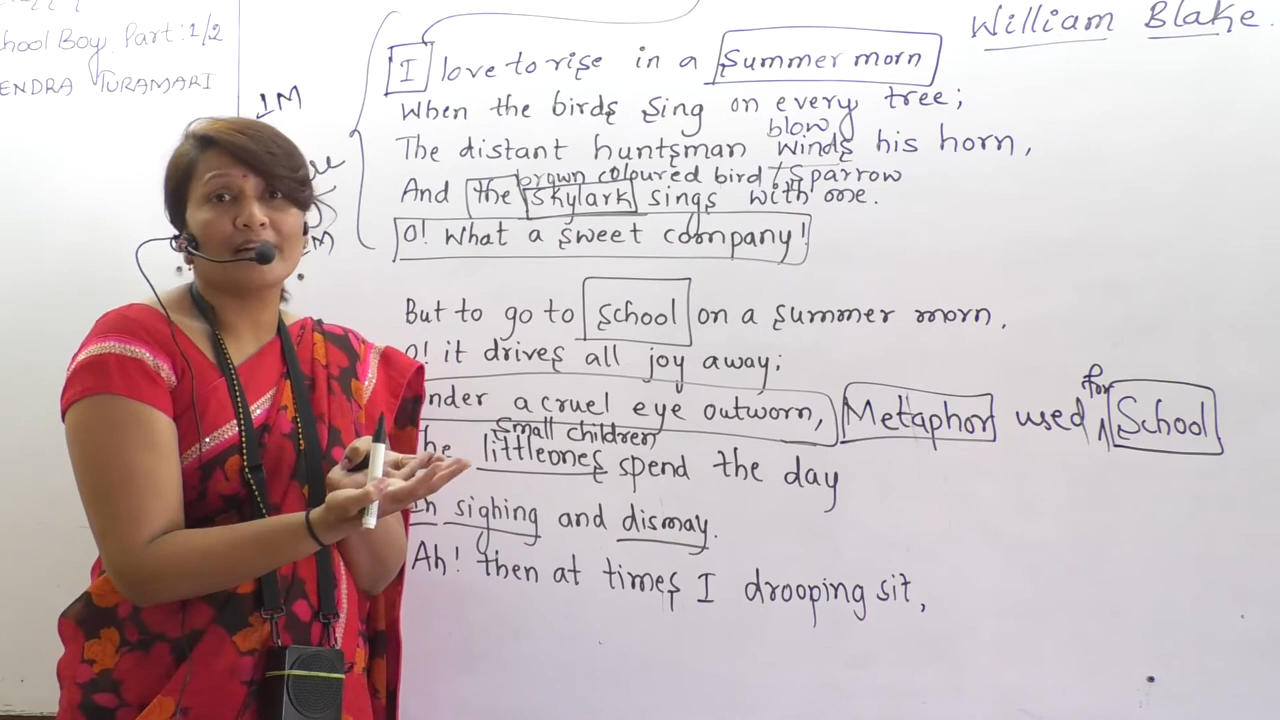 hool Boy Part: 1/2
ENDRA TURAMARI
William Blake.
1M
I love to rise in a Summer morn
When the birds sing on every tree;
blow
The distant huntsman winds his horn,
brown coloured bird / Sparrow
And the skylark sings with me.
O! What a sweet company!
But to go to school on a summer morn,
O! it drives all joy away;
nder a cruel eye outworn, Metaphor used for School
small children
he littleones spend the day
In sighing and dismay.
Ah! then at times I drooping sit,